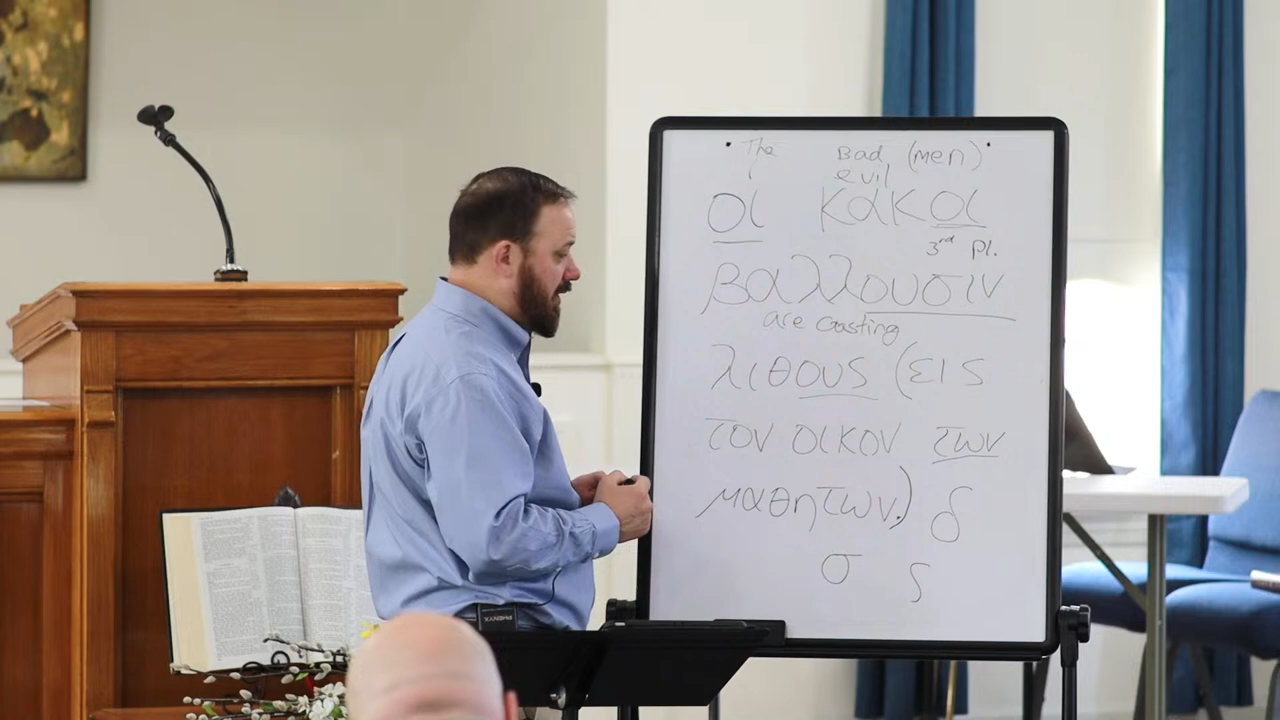 • The Bad (men) •
evil
οι κακοι
3rd Pl.
βαλλουσιν
are casting
λιθους (εις
τον οικον των
μαθητων.) δ
σ ς